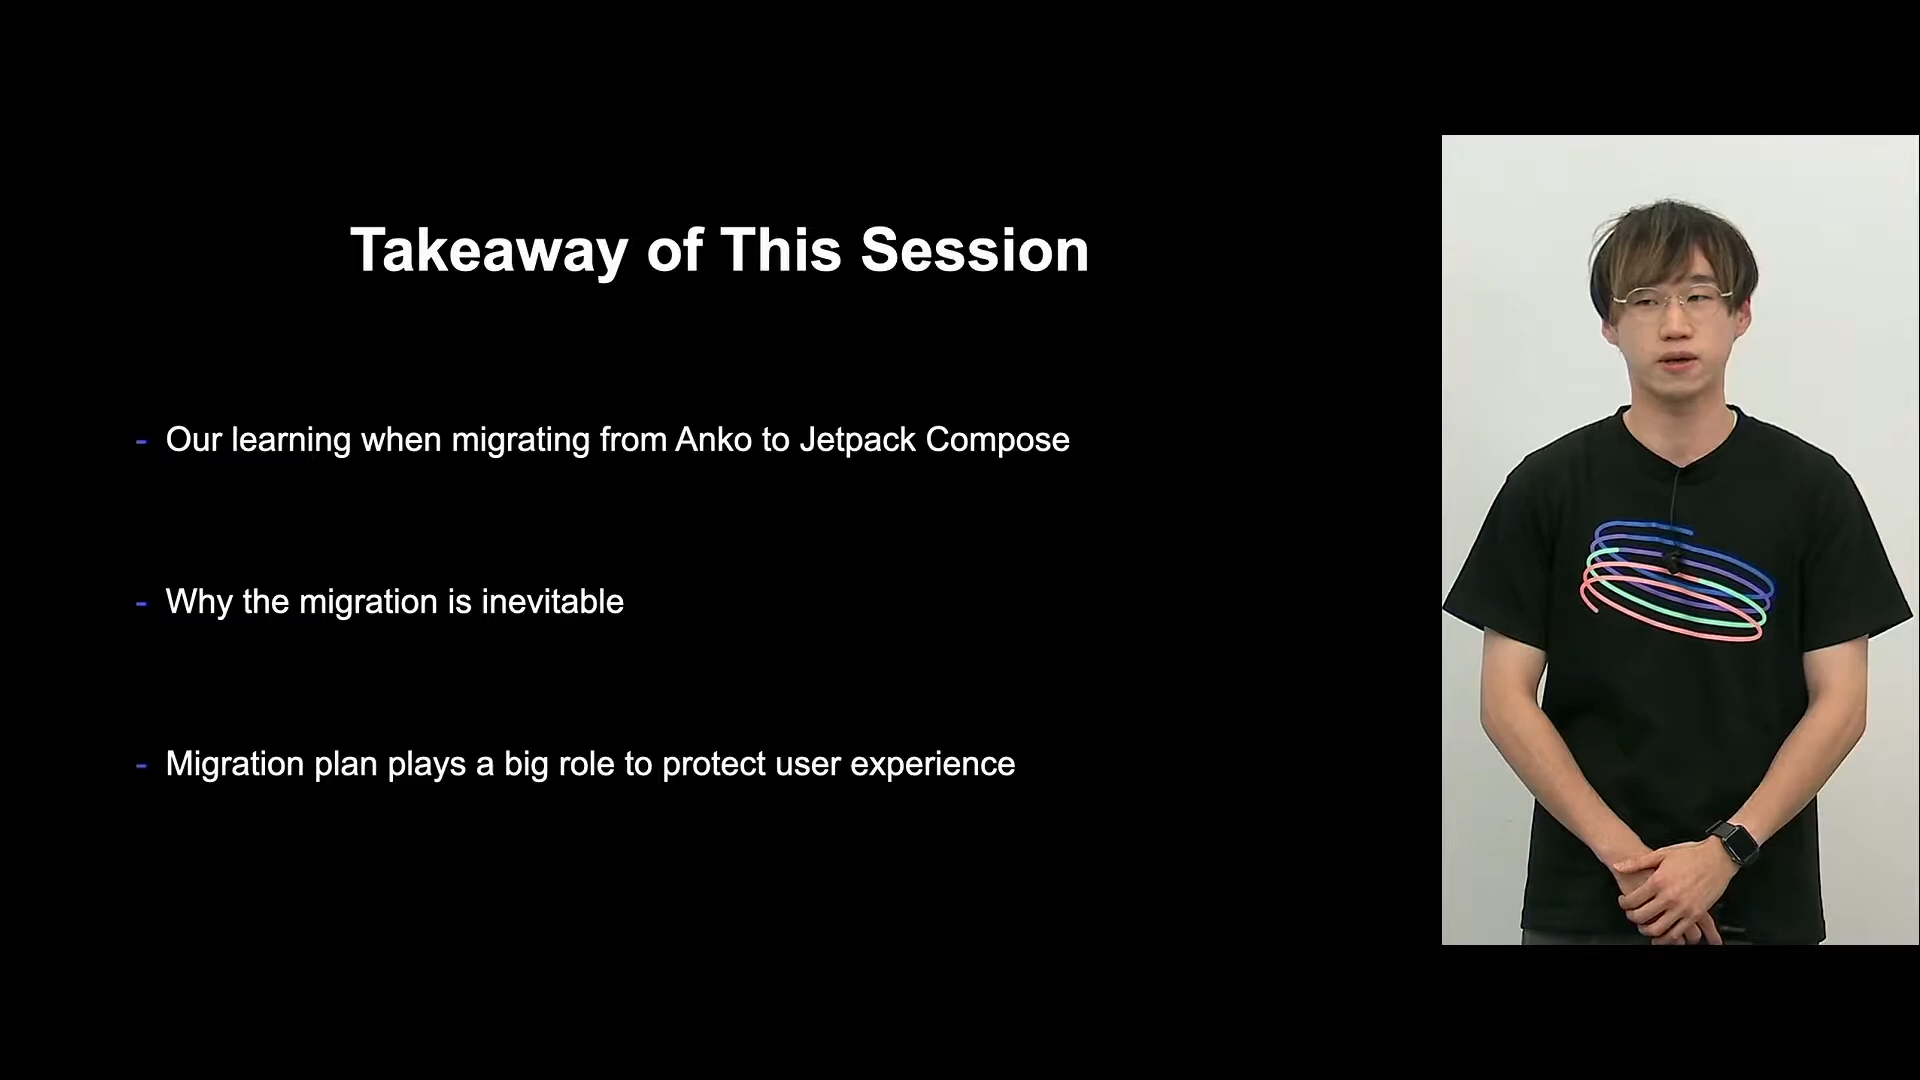 Takeaway of This Session
- Our learning when migrating from Anko to Jetpack Compose
- Why the migration is inevitable
- Migration plan plays a big role to protect user experience